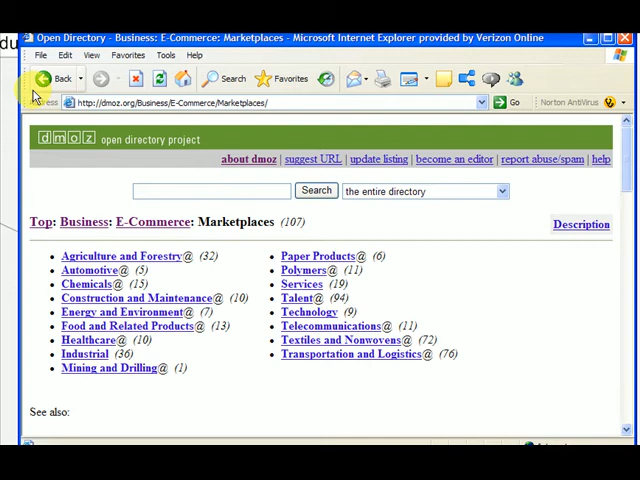 du
Open Directory - Business: E-Commerce: Marketplaces - Microsoft Internet Explorer provided by Verizon Online
File Edit View Favorites Tools Help
Back Search Favorites
Address http://dmoz.org/Business/E-Commerce/Marketplaces/ Go Norton AntiVirus
dmoz open directory project
about dmoz | suggest URL | update listing | become an editor | report abuse/spam | help
Search the entire directory
Top: Business: E-Commerce: Marketplaces (107)
Description
Agriculture and Forestry@ (32)
Automotive@ (5)
Chemicals@ (15)
Construction and Maintenance@ (10)
Energy and Environment@ (7)
Food and Related Products@ (13)
Healthcare@ (10)
Industrial (36)
Mining and Drilling@ (1)
Paper Products@ (6)
Polymers@ (11)
Services (19)
Talent@ (94)
Technology (9)
Telecommunications@ (11)
Textiles and Nonwovens@ (72)
Transportation and Logistics@ (76)
See also: